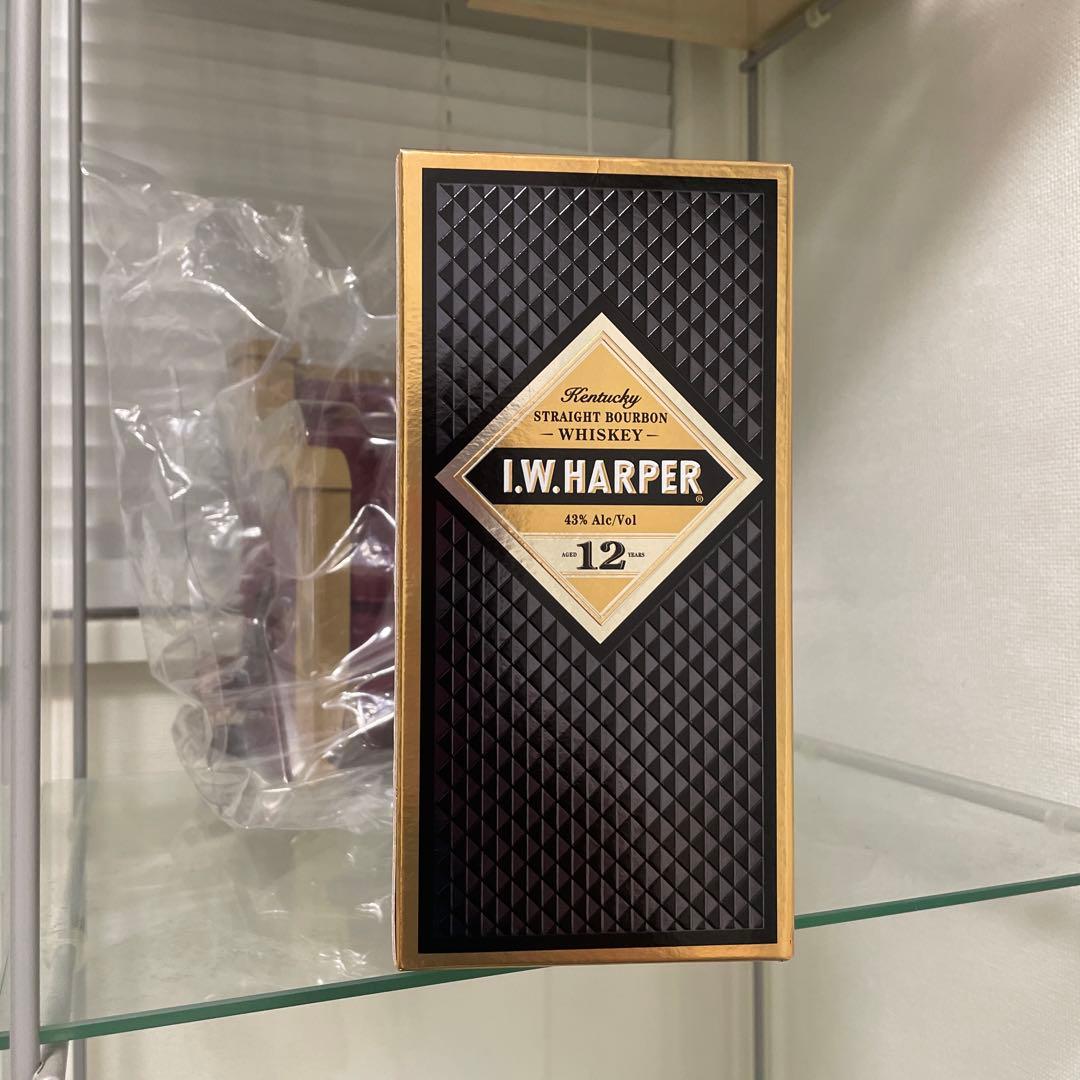 Kentucky
STRAIGHT BOURBON
-WHISKEY-
I.W.HARPER®
43% Alc/Vol
AGED 12 YEARS